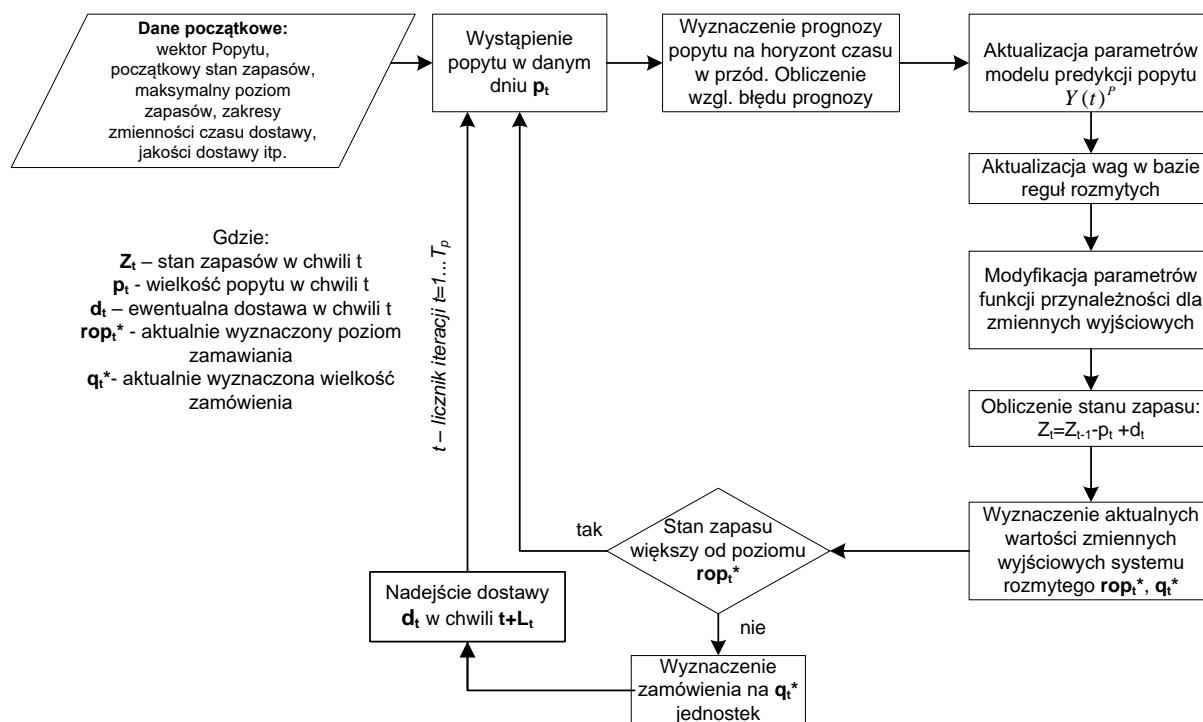 Dane początkowe:
wektor Popytu,
początkowy stan zapasów,
maksymalny poziom
zapasów, zakresy
zmienności czasu dostawy,
jakości dostawy itp.
Wystąpienie
popytu w danym
dniu pt
Wyznaczenie prognozy
popytu na horyzont czasu
w przód. Obliczenie
wzgl. błędu prognozy
Aktualizacja parametrów
modelu predykcji popytu
Y(t)^P
Aktualizacja wag w bazie
reguł rozmytych
Modyfikacja parametrów
funkcji przynależności dla
zmiennych wyjściowych
Obliczenie stanu zapasu:
Zt=Zt-1-pt +dt
Wyznaczenie aktualnych
wartości zmiennych
wyjściowych systemu
rozmytego ropt*, qt*
Stan zapasu
większy od poziomu
ropt*
tak
nie
Wyznaczenie
zamówienia na qt*
jednostek
Nadejście dostawy
dt w chwili t+Lt
t – licznik iteracji t=1...Tp
Gdzie:
Zt – stan zapasów w chwili t
pt - wielkość popytu w chwili t
dt – ewentualna dostawa w chwili t
ropt* - aktualnie wyznaczony poziom
zamawiania
qt*- aktualnie wyznaczona wielkość
zamówienia